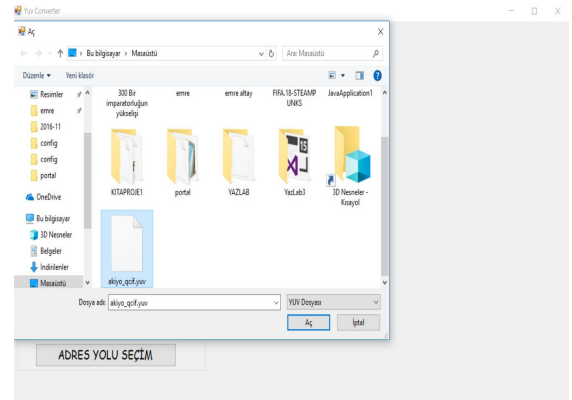 Yuv Converter
Aç
Bu bilgisayar › Masaüstü
Ara: Masaüstü
Düzenle
Yeni klasör
Resimler
emre
2016-11
config
config
portal
OneDrive
Bu bilgisayar
3D Nesneler
Belgeler
İndirilenler
Masaüstü
300 Bir
imparatorluğun
yükselişi
emre
emre altay
FIFA.18-STEAMP
UNKS
JavaApplication1
KITAPROJE1
portal
YAZLAB
YazLab3
3D Nesneler -
Kısayol
akiyo_qcif.yuv
Dosya adı: akiyo_qcif.yuv
YUV Dosyası
Aç
İptal
ADRES YOLU SEÇİM